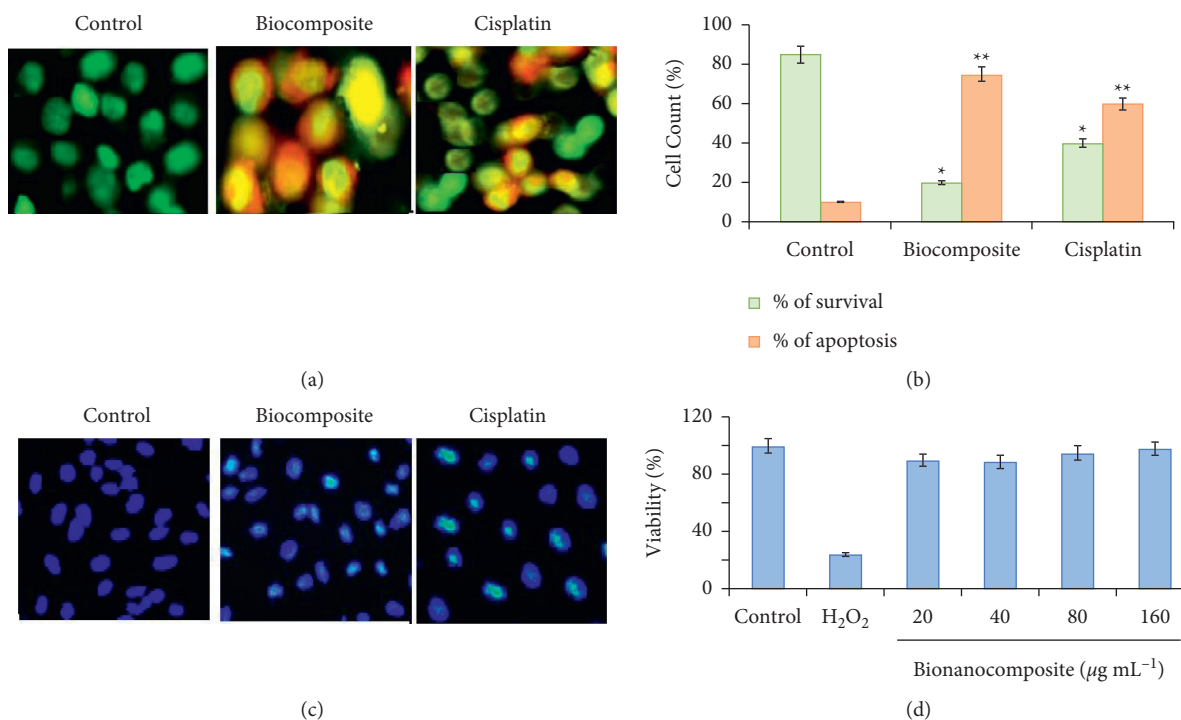 Control Biocomposite Cisplatin
(a)
100
80
60
40
20
0
Cell Count (%)
**
**
*
*
Control Biocomposite Cisplatin
% of survival
% of apoptosis
(b)
Control Biocomposite Cisplatin
(c)
120
80
40
0
Viability (%)
Control H₂O₂ 20 40 80 160
Bionanocomposite (μg mL⁻¹)
(d)